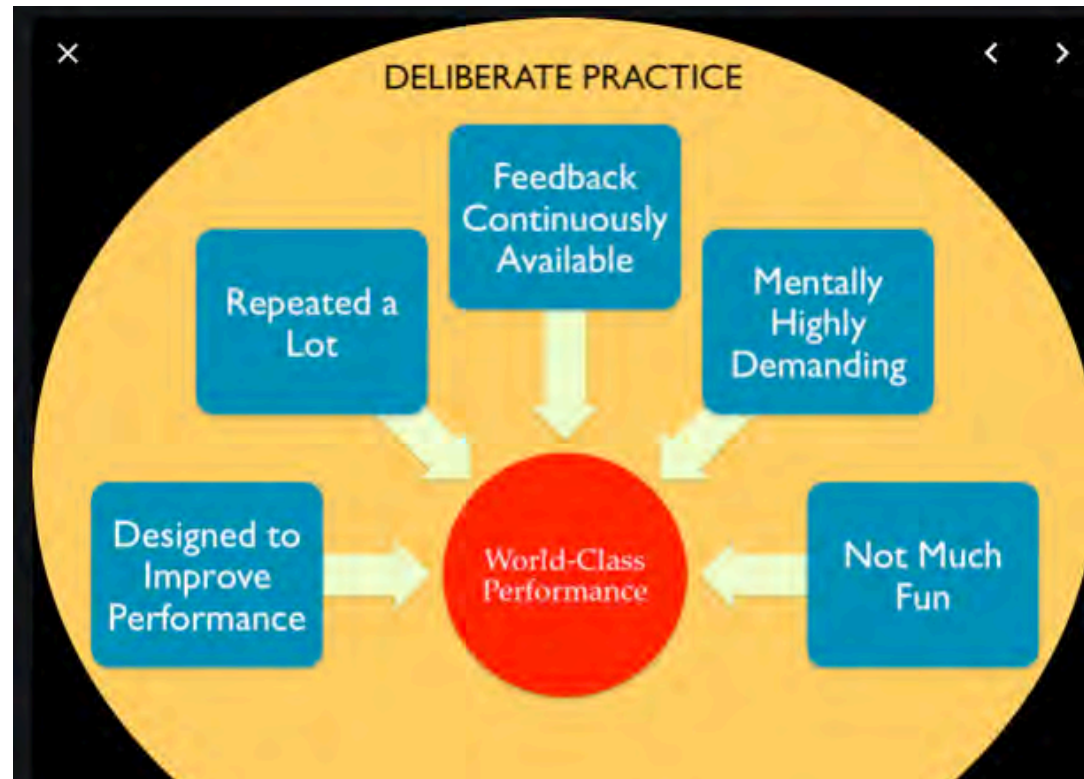 DELIBERATE PRACTICE
Feedback
Continuously
Available
Repeated a
Lot
Mentally
Highly
Demanding
Designed to
Improve
Performance
World-Class
Performance
Not Much
Fun